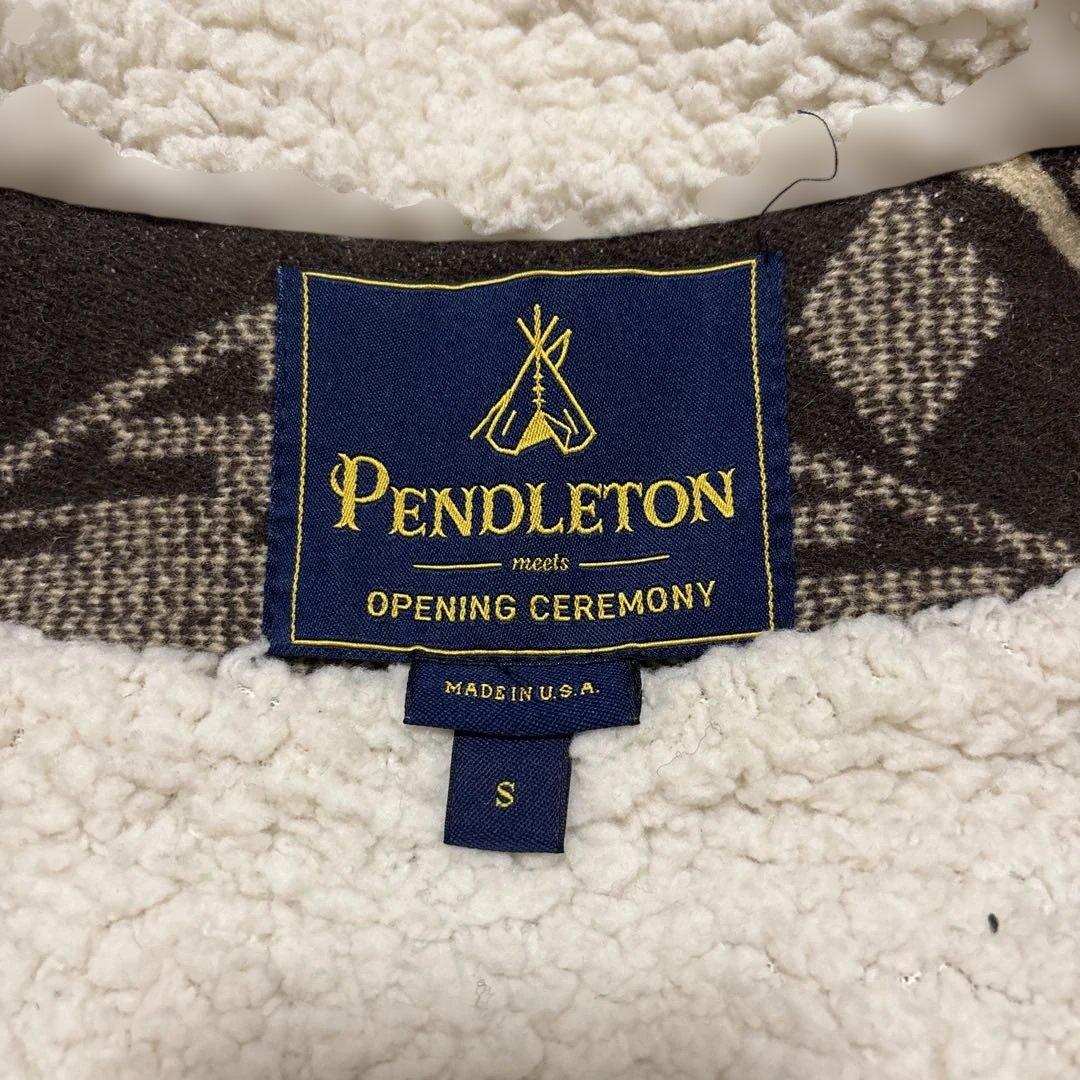 PENDLETON
meets
OPENING CEREMONY
MADE IN U.S.A.
S